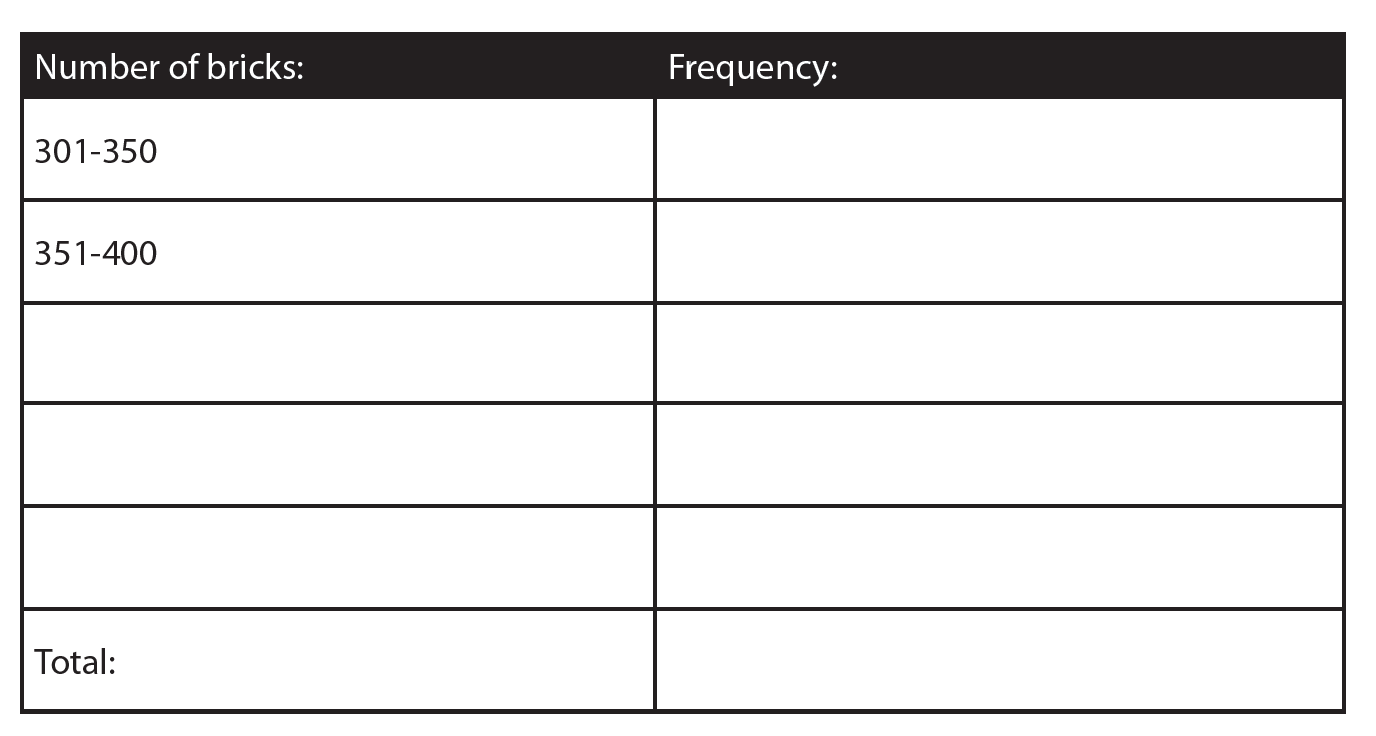 Number of bricks: Frequency:
301-350
351-400
Total: